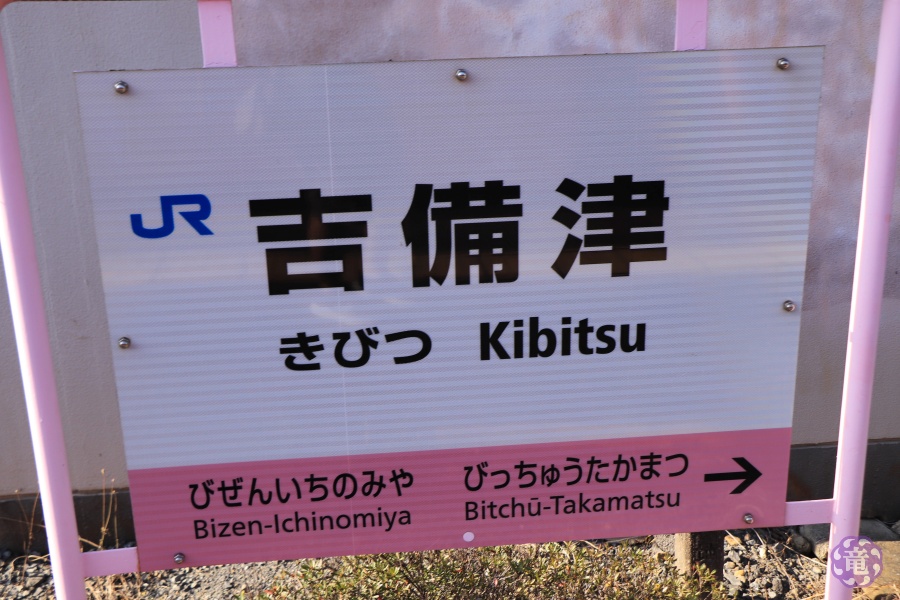 JR 吉備津
きびつ Kibitsu
びぜんいちのみや びっちゅうたかまつ →
Bizen-Ichinomiya Bitchū-Takamatsu
竜